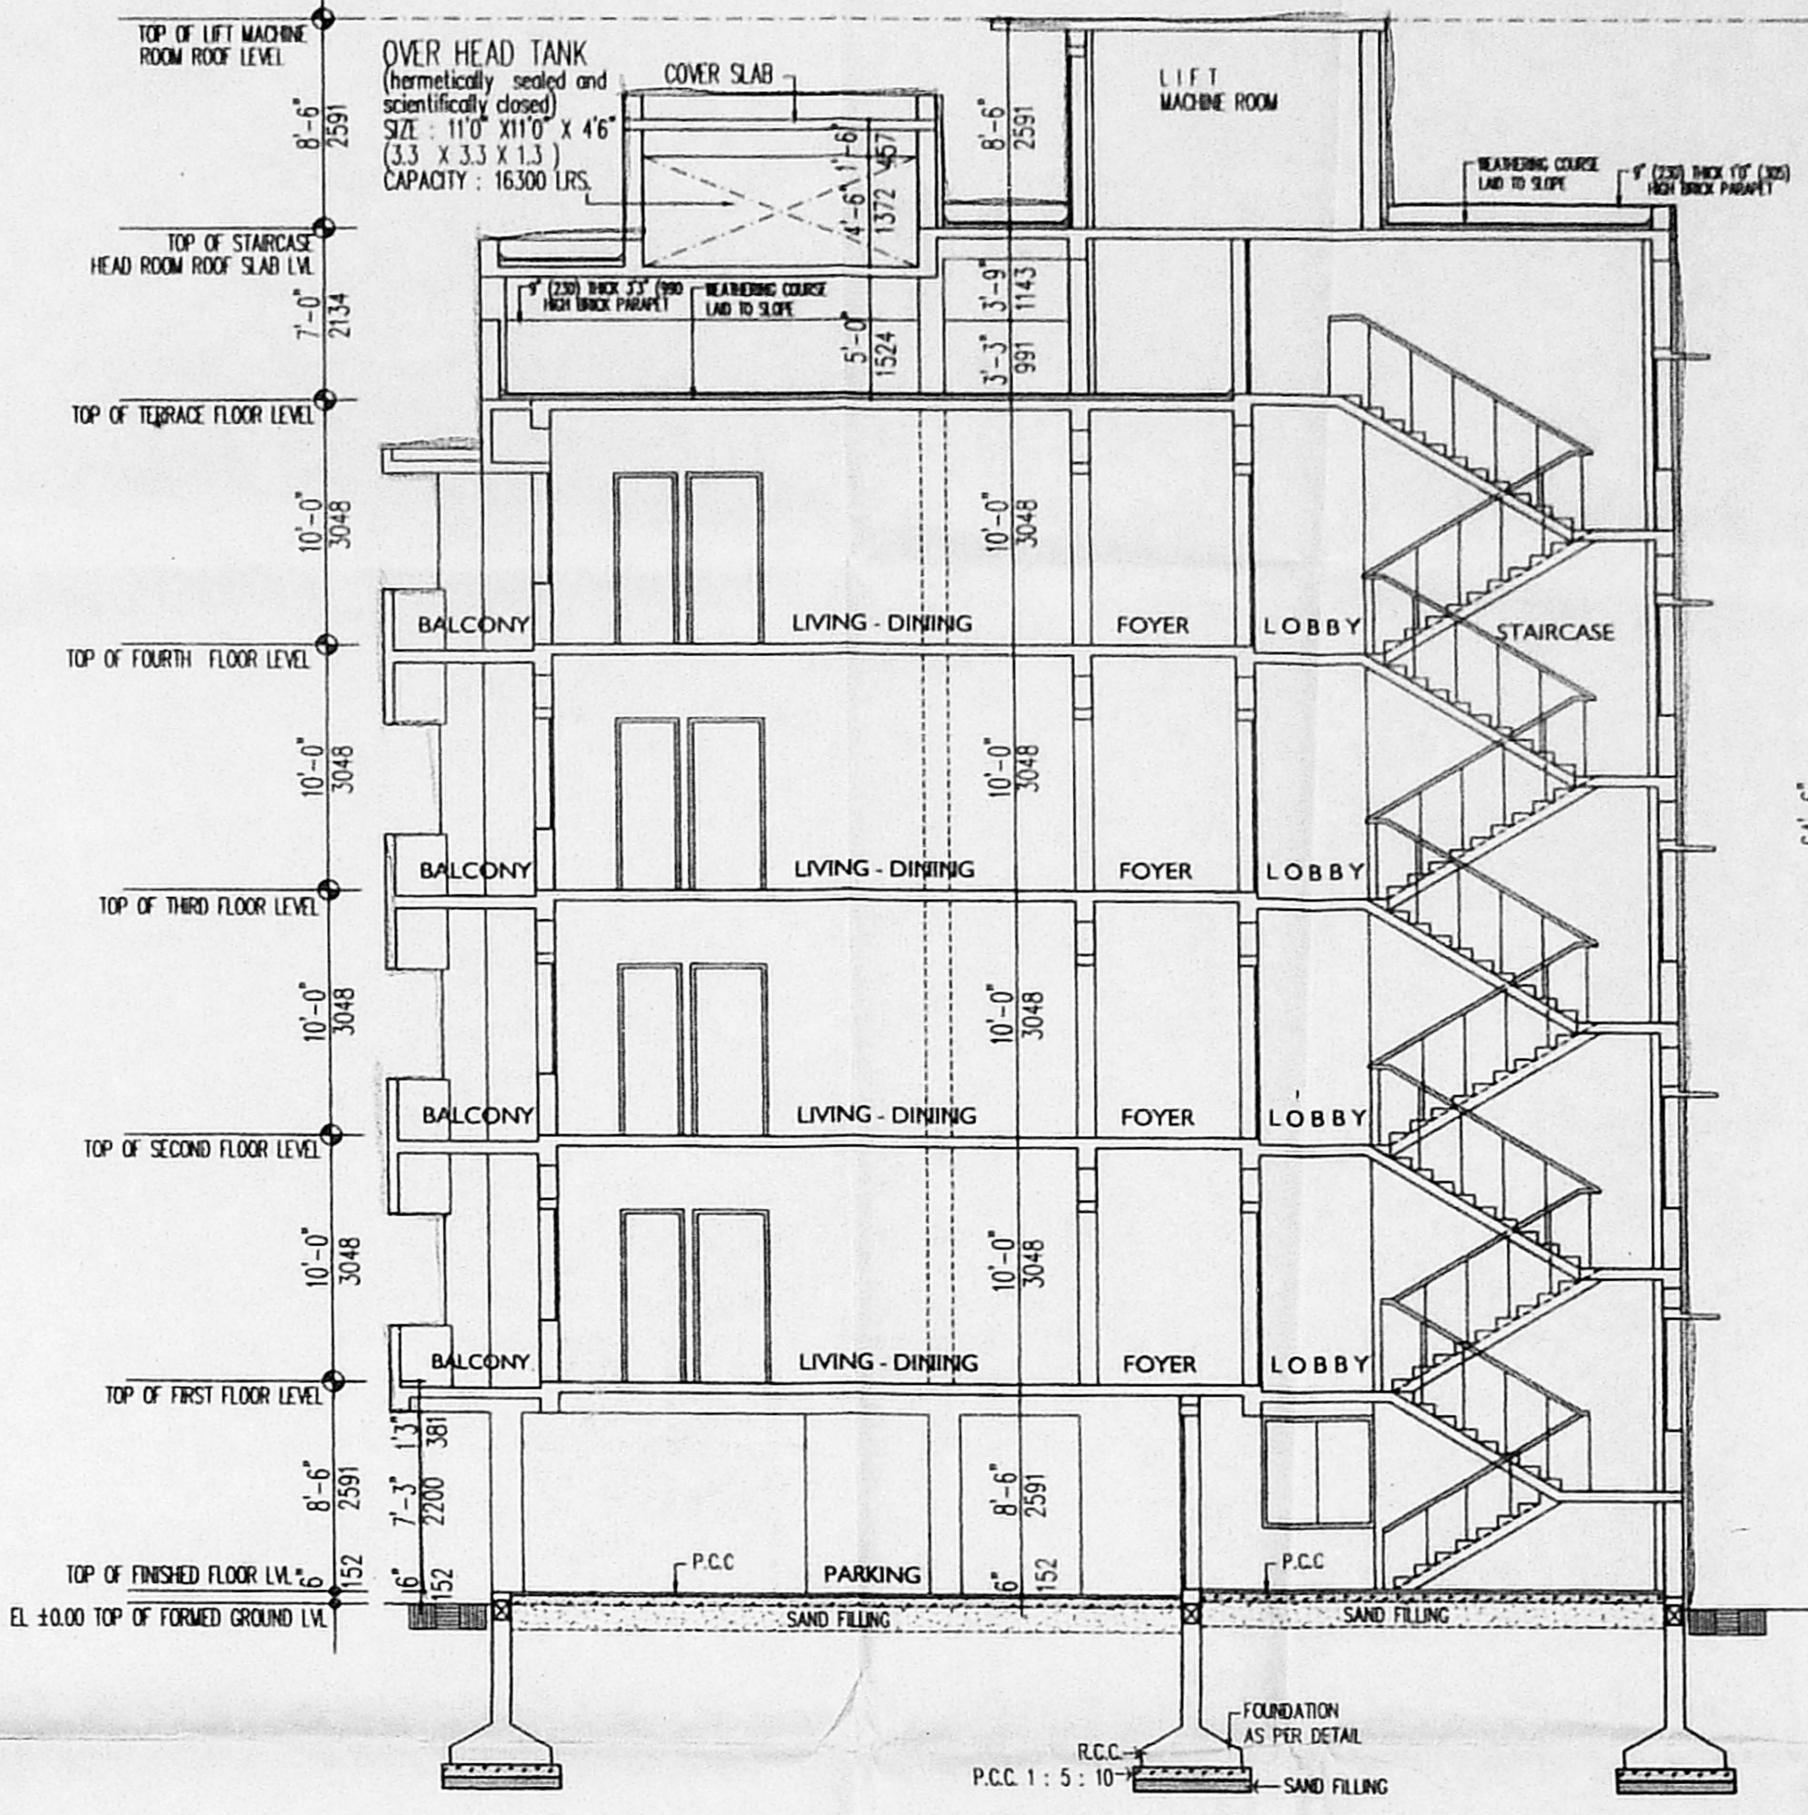 TOP OF LIFT MACHINE
ROOM ROOF LEVEL
OVER HEAD TANK
(hermetically sealed and
scientifically closed)
SIZE : 11'0" X11'0" X 4'6"
(3.3 X 3.3 X 1.3 )
CAPACITY : 16300 LRS.
COVER SLAB
LIFT
MACHINE ROOM
8'-6"
2591
8'-6"
2591
1'-6"
457
4'-6"
1372
WEATHERING COURSE
LAID TO SLOPE
9" (230) THICK 1'0" (305)
HIGH BRICK PARAPET
TOP OF STAIRCASE
HEAD ROOM ROOF SLAB LVL
7'-0"
2134
9" (230) THICK 3'3" (990
HIGH BRICK PARAPET
WEATHERING COURSE
LAID TO SLOPE
5'-0"
1524
3'-9"
1143
3'-3"
991
TOP OF TERRACE FLOOR LEVEL
10'-0"
3048
10'-0"
3048
BALCONY
LIVING - DINING
FOYER
LOBBY
STAIRCASE
TOP OF FOURTH FLOOR LEVEL
10'-0"
3048
10'-0"
3048
BALCONY
LIVING - DINING
FOYER
LOBBY
TOP OF THIRD FLOOR LEVEL
10'-0"
3048
10'-0"
3048
BALCONY
LIVING - DINING
FOYER
LOBBY
TOP OF SECOND FLOOR LEVEL
10'-0"
3048
10'-0"
3048
BALCONY
LIVING - DINING
FOYER
LOBBY
TOP OF FIRST FLOOR LEVEL
8'-6"
2591
1'3"
381
7'-3"
2200
8'-6"
2591
TOP OF FINISHED FLOOR LVL
6"
152
6"
152
P.C.C
PARKING
6"
152
P.C.C
EL ±0.00 TOP OF FORMED GROUND LVL
SAND FILLING
SAND FILLING
FOUNDATION
AS PER DETAIL
R.C.C.
P.C.C. 1 : 5 : 10
SAND FILLING